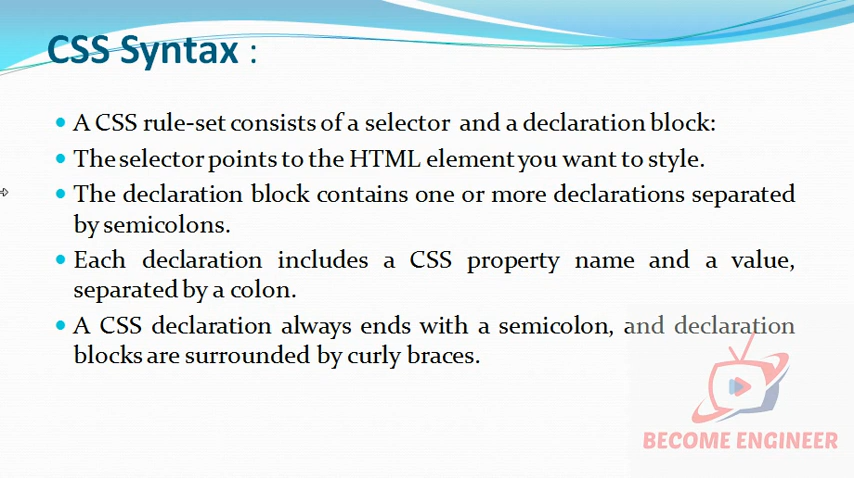 CSS Syntax :
A CSS rule-set consists of a selector and a declaration block:
The selector points to the HTML element you want to style.
The declaration block contains one or more declarations separated
by semicolons.
Each declaration includes a CSS property name and a value,
separated by a colon.
A CSS declaration always ends with a semicolon, and declaration
blocks are surrounded by curly braces.
BECOME ENGINEER